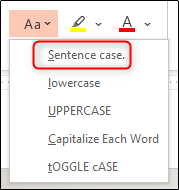 Aa A
Sentence case.
lowercase
UPPERCASE
Capitalize Each Word
tOGGLE cASE